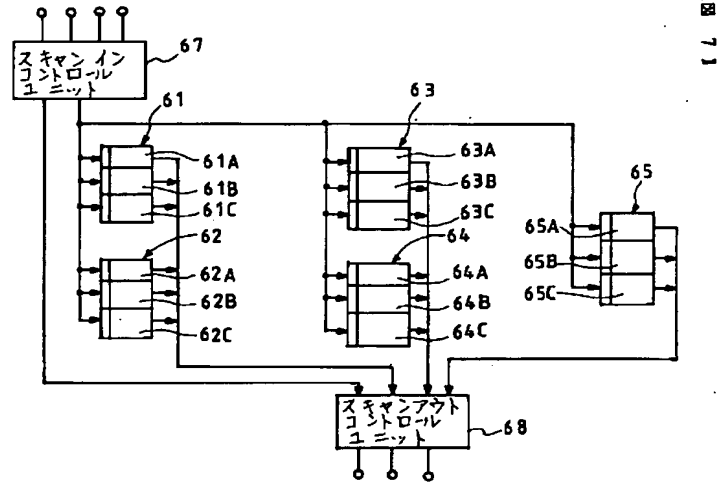 図 71
スキャンイン
コントロール
ユニット
67
61
61A
61B
61C
62
62A
62B
62C
63
63A
63B
63C
64
64A
64B
64C
65
65A
65B
65C
スキャンアウト
コントロール
ユニット
68